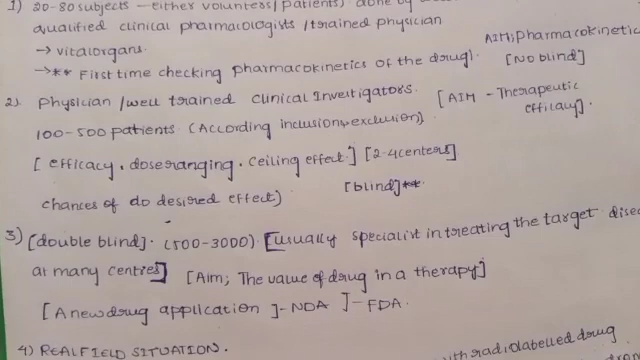 1) 20-80 subjects - either volunters/patients) done by
qualified clinical pharmacologists / trained physician
→ vitalorgans. AIM; Pharmacokinetic
→ ** First time checking pharmacokinetics of the drug). [No blind]
2) Physician / well trained clinical investigators. [AIM - Therapeutic
100-500 patients (According inclusion, exclusion). efficacy].
[efficacy. doseranging. ceiling effect.] [2-4 centers]
chances of do desired effect) [blind]**.
3) [double blind]. (500-3000) [usually specialist in treating the target
at many centres] [Aim; The value of drug in a therapy]
[A new drug application ]- NDA ]- FDA.
4) REALFIELD SITUATION.
radiolabelled drug